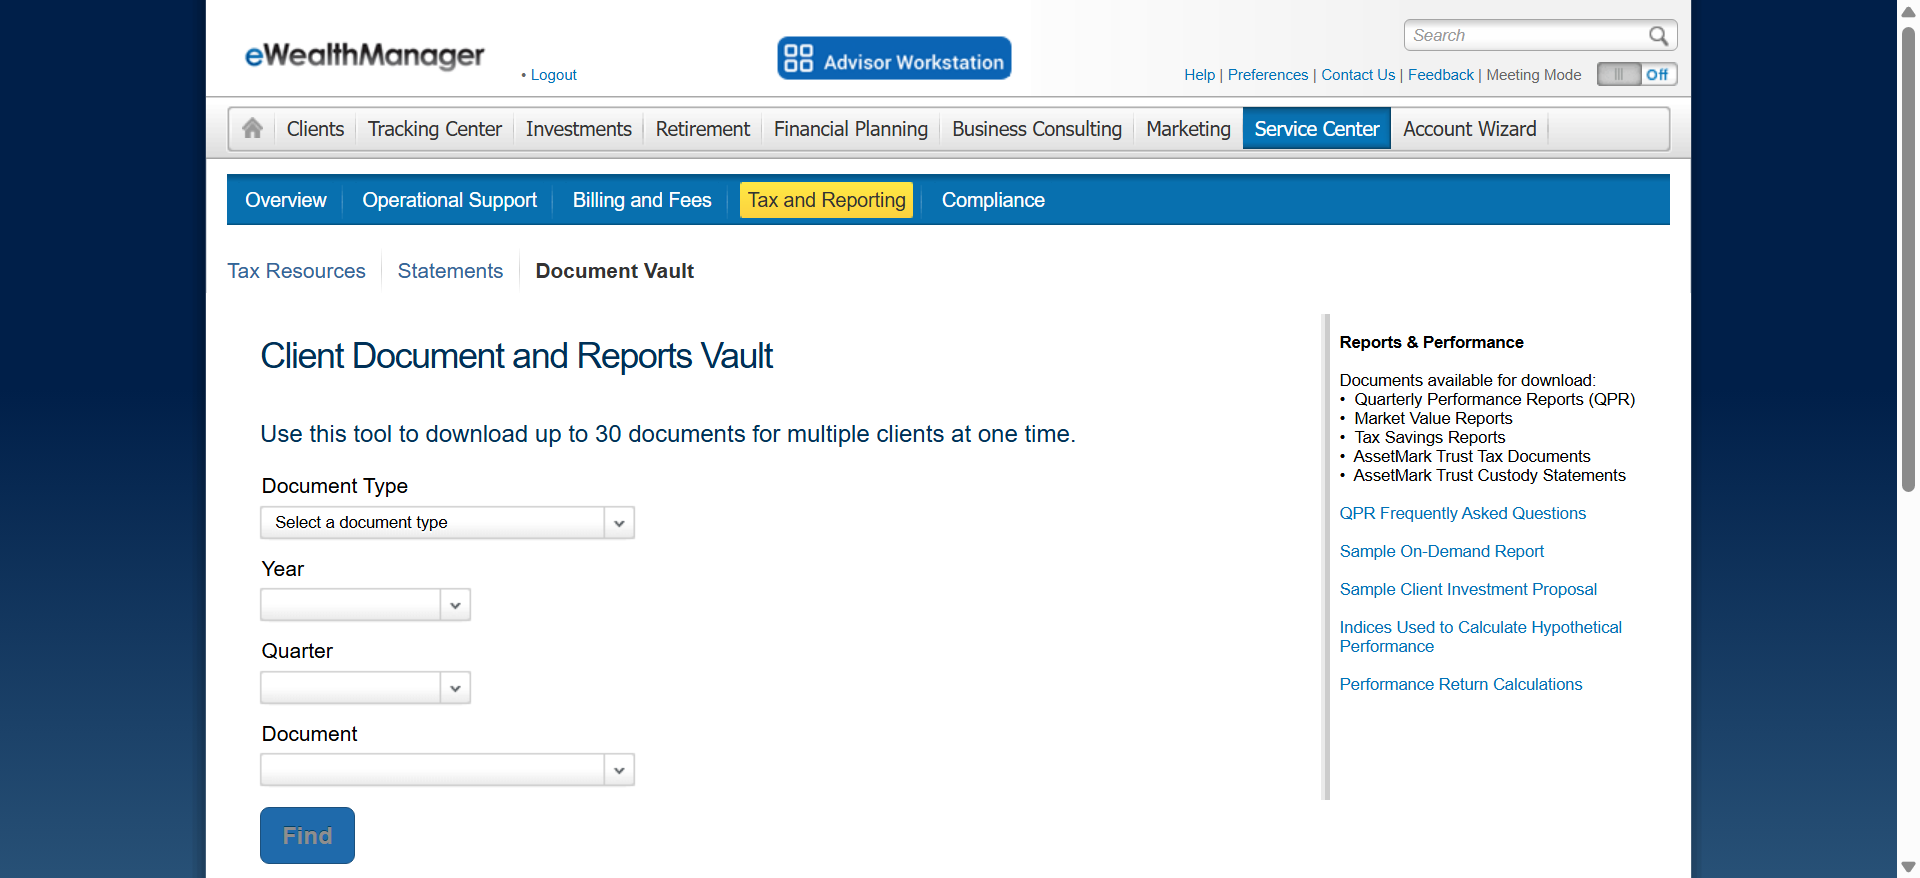 eWealthManager
• Logout
Advisor Workstation
Search
Help | Preferences | Contact Us | Feedback | Meeting Mode Off
Clients Tracking Center Investments Retirement Financial Planning Business Consulting Marketing Service Center Account Wizard
Overview Operational Support Billing and Fees Tax and Reporting Compliance
Tax Resources Statements Document Vault
Client Document and Reports Vault
Use this tool to download up to 30 documents for multiple clients at one time.
Document Type
Select a document type
Year
Quarter
Document
Find
Reports & Performance
Documents available for download:
• Quarterly Performance Reports (QPR)
• Market Value Reports
• Tax Savings Reports
• AssetMark Trust Tax Documents
• AssetMark Trust Custody Statements
QPR Frequently Asked Questions
Sample On-Demand Report
Sample Client Investment Proposal
Indices Used to Calculate Hypothetical
Performance
Performance Return Calculations